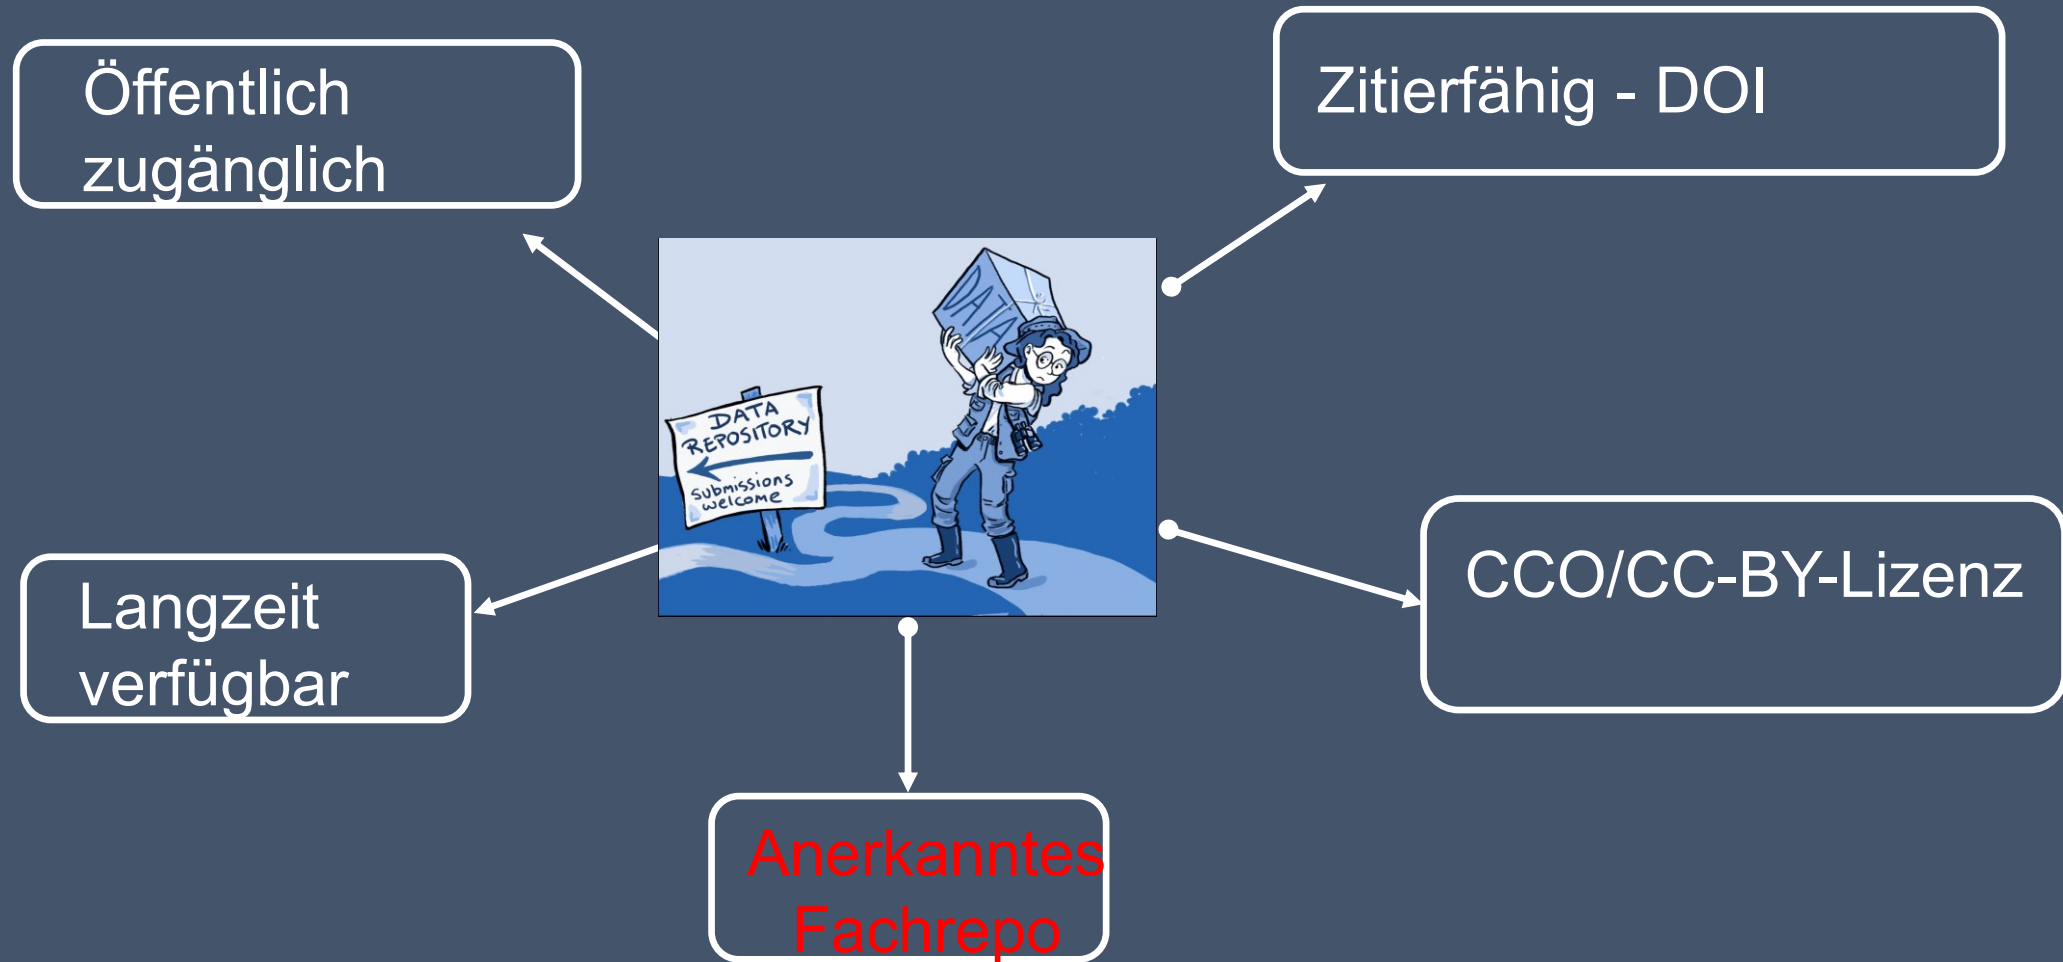 Öffentlich
zugänglich
Zitierfähig - DOI
DATA
DATA
REPOSITORY
submissions
welcome
Langzeit
verfügbar
CCO/CC-BY-Lizenz
Anerkanntes
Fachrepo